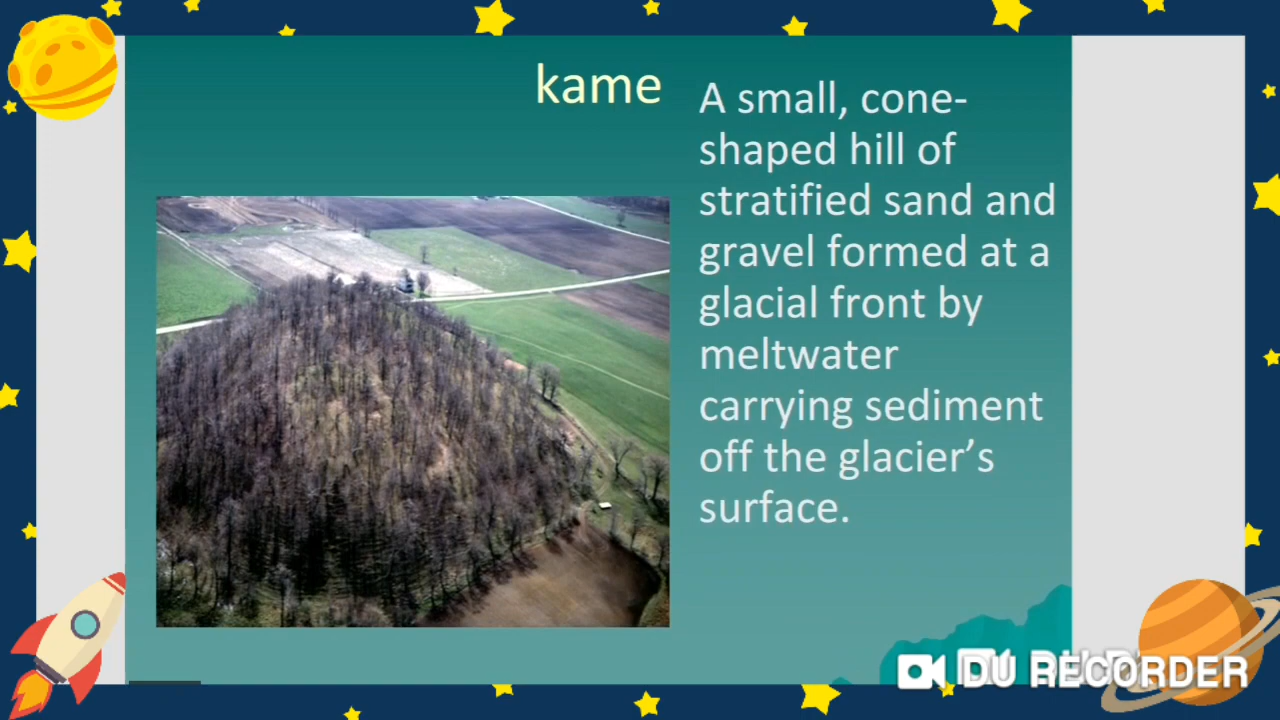 kame
A small, cone-
shaped hill of
stratified sand and
gravel formed at a
glacial front by
meltwater
carrying sediment
off the glacier’s
surface.
DU RECORDER